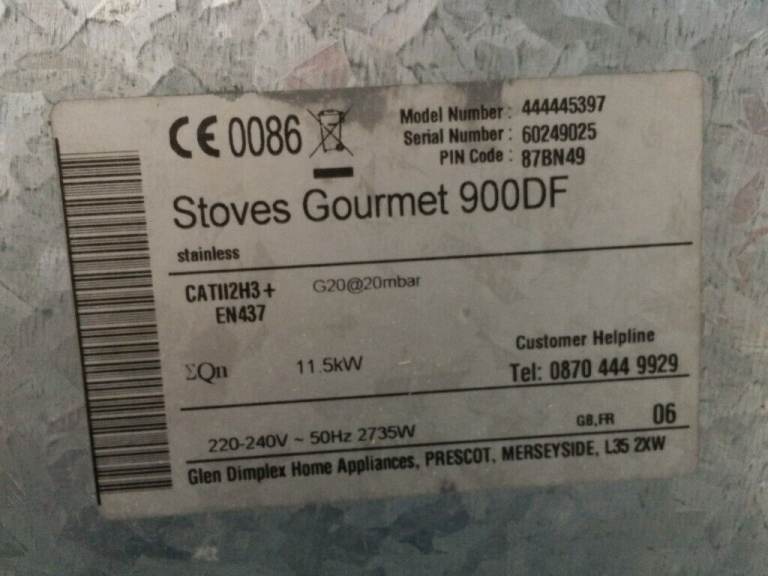 CE 0086
Model Number : 444445397
Serial Number : 60249025
PIN Code : 87BN49
Stoves Gourmet 900DF
stainless
CATII2H3+ G20@20mbar
EN437
Customer Helpline
ΣQn 11.5kW Tel: 0870 444 9929
220-240V ~ 50Hz 2735W GB,FR 06
Glen Dimplex Home Appliances, PRESCOT, MERSEYSIDE, L35 2XW